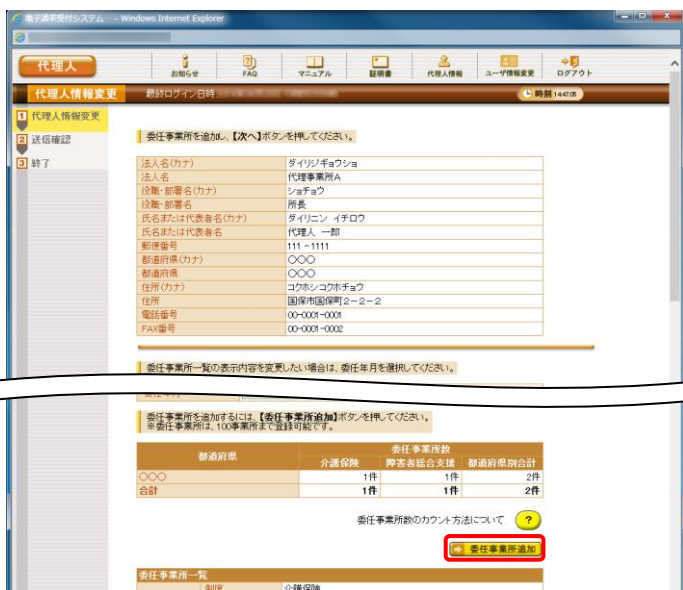 電子請求受付システム - Windows Internet Explorer
代理人
お知らせ FAQ マニュアル 証明書 代理人情報 ユーザ情報変更 ログアウト
代理人情報変更 最終ログイン日時 時刻 14:47:05
1 代理人情報変更
2 送信確認
3 終了
委任事業所を追加し、【次へ】ボタンを押してください。
法人名(カナ) ダイリジギョウショ
法人名 代理事業所A
役職・部署名(カナ) ショチョウ
役職・部署名 所長
氏名または代表者名(カナ) ダイリニン イチロウ
氏名または代表者名 代理人 一郎
郵便番号 111 -1111
都道府県(カナ) 〇〇〇
都道府県 〇〇〇
住所(カナ) コクホシコクホチョウ
住所 国保市国保町2-2-2
電話番号 00-0001-0001
FAX番号 00-0001-0002
委任事業所一覧の表示内容を変更したい場合は、委任年月を選択してください。
委任事業所を追加するには、【委任事業所追加】ボタンを押してください。
※委任事業所は、100事業所まで登録可能です。
都道府県 委任事業所数
介護保険 障害者総合支援 都道府県別合計
〇〇〇 1件 1件 2件
合計 1件 1件 2件
委任事業所数のカウント方法について ?
委任事業所追加
委任事業所一覧
制度 介護保険